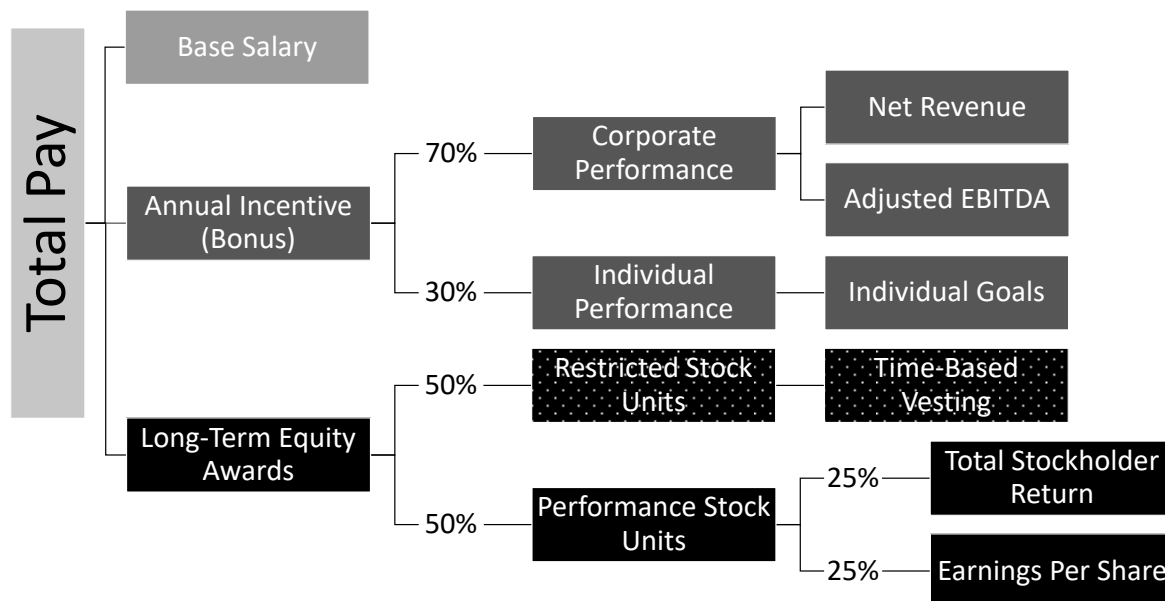 Total Pay
Base Salary
Annual Incentive
(Bonus)
70%
Corporate
Performance
Net Revenue
Adjusted EBITDA
30%
Individual
Performance
Individual Goals
Long-Term Equity
Awards
50%
Restricted Stock
Units
Time-Based
Vesting
50%
Performance Stock
Units
25%
Total Stockholder
Return
25%
Earnings Per Share